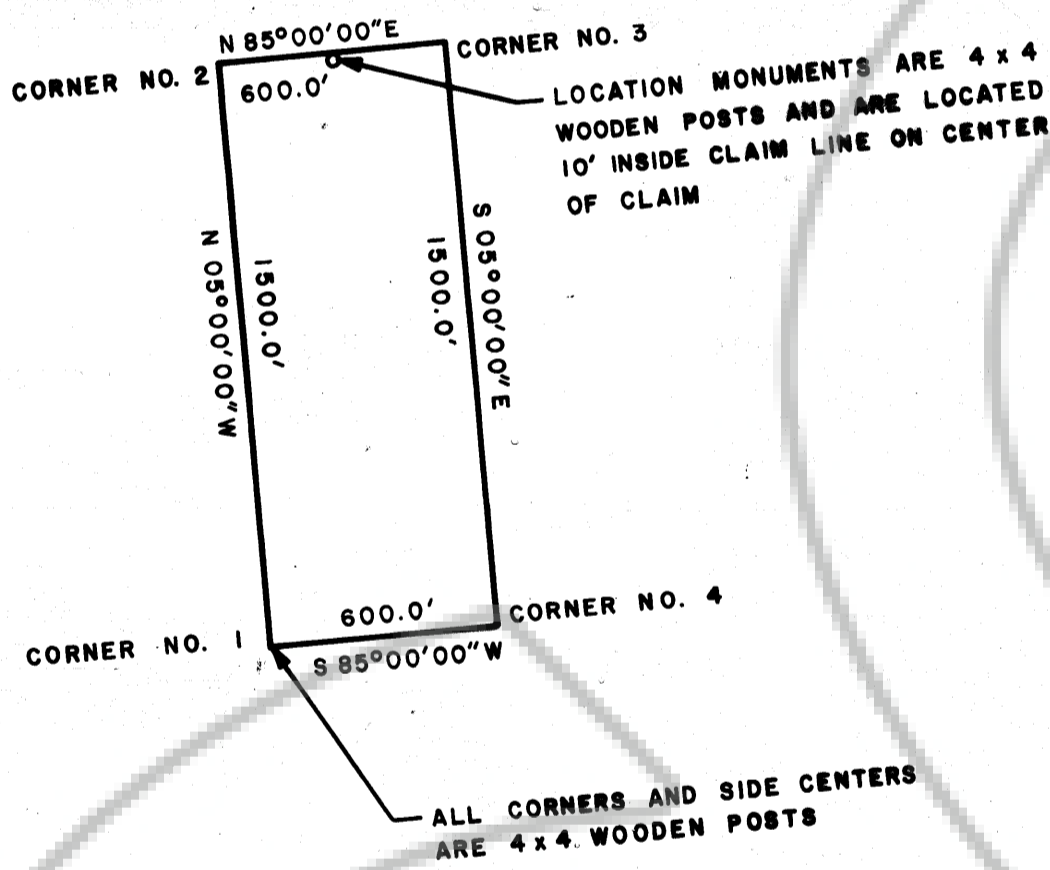 N 85°00'00"E
CORNER NO. 3
CORNER NO. 2
600.0'
LOCATION MONUMENTS ARE 4 x 4
WOODEN POSTS AND ARE LOCATED
10' INSIDE CLAIM LINE ON CENTER
OF CLAIM
N 05°00'00"W
1500.0'
1500.0'
S 05°00'00"E
600.0'
CORNER NO. 4
CORNER NO. 1
S 85°00'00"W
ALL CORNERS AND SIDE CENTERS
ARE 4 x 4 WOODEN POSTS